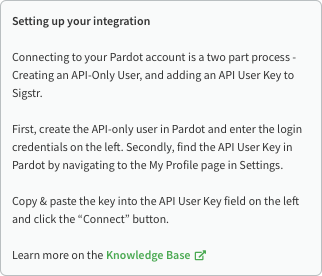 Setting up your integration
Connecting to your Pardot account is a two part process -
Creating an API-Only User, and adding an API User Key to
Sigstr.
First, create the API-only user in Pardot and enter the login
credentials on the left. Secondly, find the API User Key in
Pardot by navigating to the My Profile page in Settings.
Copy & paste the key into the API User Key field on the left
and click the “Connect” button.
Learn more on the Knowledge Base